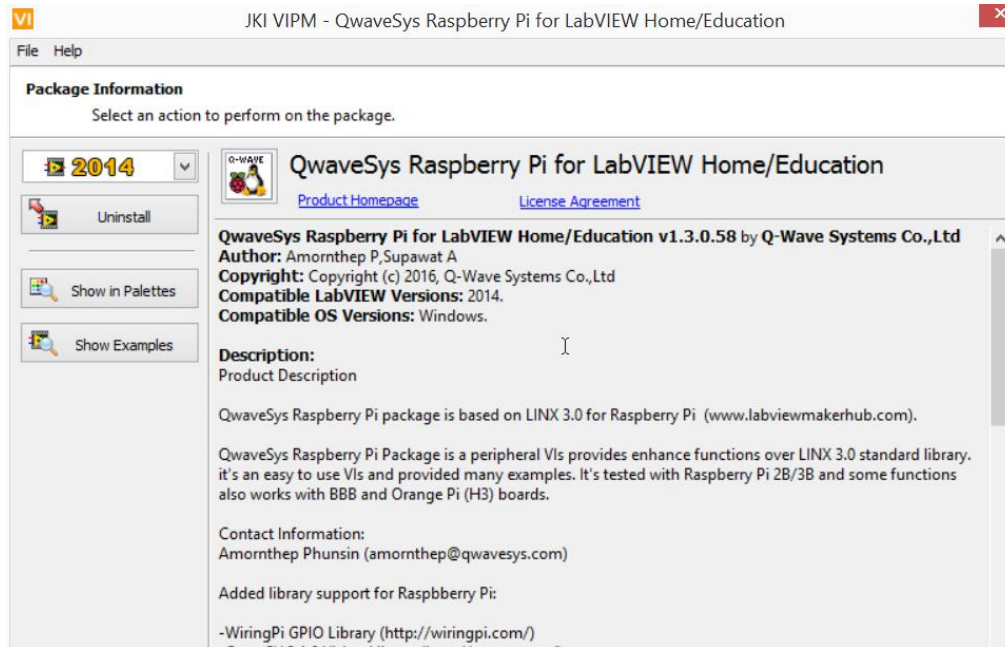 VI
JKI VIPM - QwaveSys Raspberry Pi for LabVIEW Home/Education
File Help
Package Information
Select an action to perform on the package.
2014
Uninstall
Show in Palettes
Show Examples
Q-WAVE
QwaveSys Raspberry Pi for LabVIEW Home/Education
Product Homepage License Agreement
QwaveSys Raspberry Pi for LabVIEW Home/Education v1.3.0.58 by Q-Wave Systems Co.,Ltd
Author: Amornthep P,Supawat A
Copyright: Copyright (c) 2016, Q-Wave Systems Co.,Ltd
Compatible LabVIEW Versions: 2014.
Compatible OS Versions: Windows.
Description:
Product Description
QwaveSys Raspberry Pi package is based on LINX 3.0 for Raspberry Pi (www.labviewmakerhub.com).
QwaveSys Raspberry Pi Package is a peripheral VIs provides enhance functions over LINX 3.0 standard library.
it's an easy to use VIs and provided many examples. It's tested with Raspberry Pi 2B/3B and some functions
also works with BBB and Orange Pi (H3) boards.
Contact Information:
Amornthep Phunsin (amornthep@qwavesys.com)
Added library support for Raspbberry Pi:
-WiringPi GPIO Library (http://wiringpi.com/)